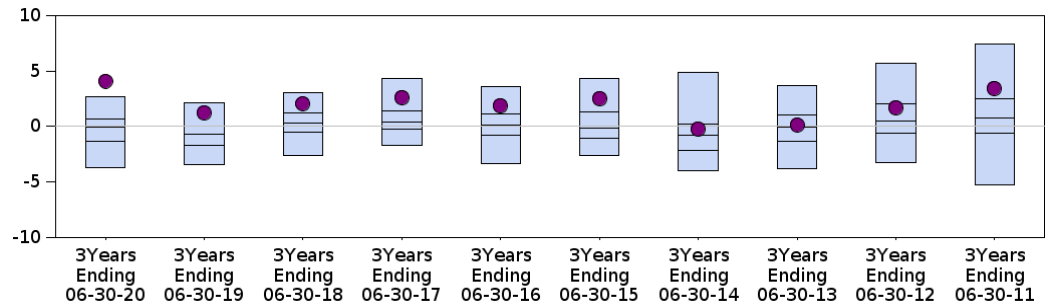 10
5
0
-5
-10
3Years 3Years 3Years 3Years 3Years 3Years 3Years 3Years 3Years 3Years
Ending Ending Ending Ending Ending Ending Ending Ending Ending Ending
06-30-20 06-30-19 06-30-18 06-30-17 06-30-16 06-30-15 06-30-14 06-30-13 06-30-12 06-30-11